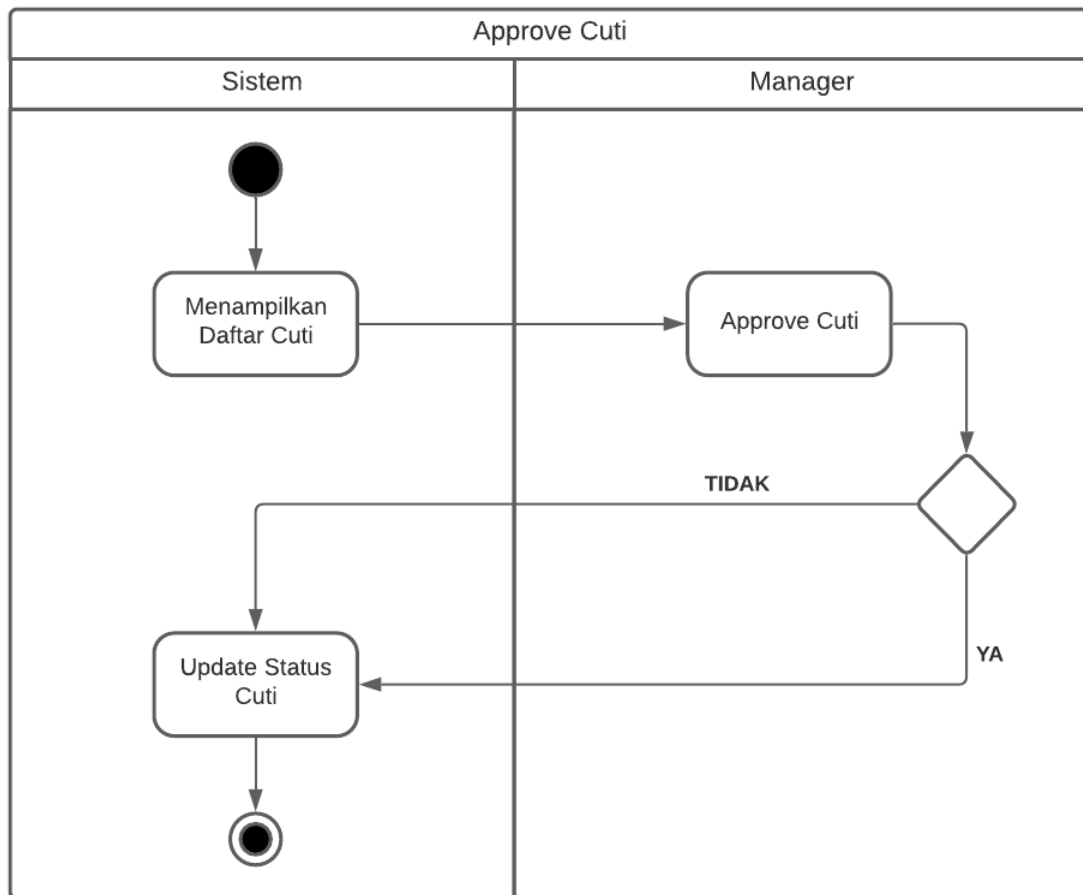 Approve Cuti
Sistem
Manager
Menampilkan
Daftar Cuti
Approve Cuti
TIDAK
Update Status
Cuti
YA